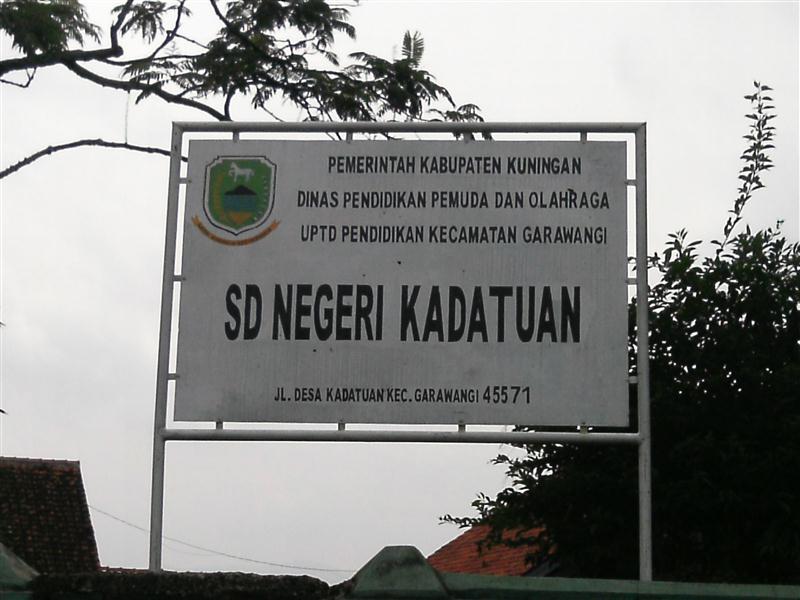 PEMERINTAH KABUPATEN KUNINGAN
DINAS PENDIDIKAN PEMUDA DAN OLAHRAGA
UPTD PENDIDIKAN KECAMATAN GARAWANGI
SD NEGERI KADATUAN
JL. DESA KADATUAN KEC. GARAWANGI 45571